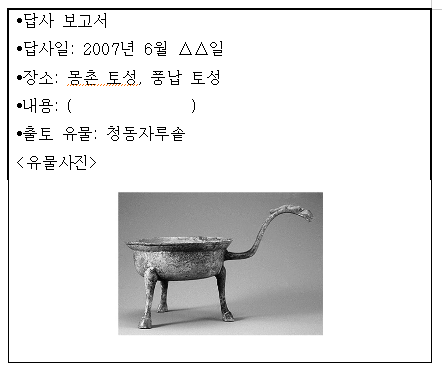 •답사 보고서
•답사일: 2007년 6월 △△일
•장소: 몽촌 토성, 풍납 토성
•내용: (                )
•출토 유물: 청동자루솥
<유물사진>